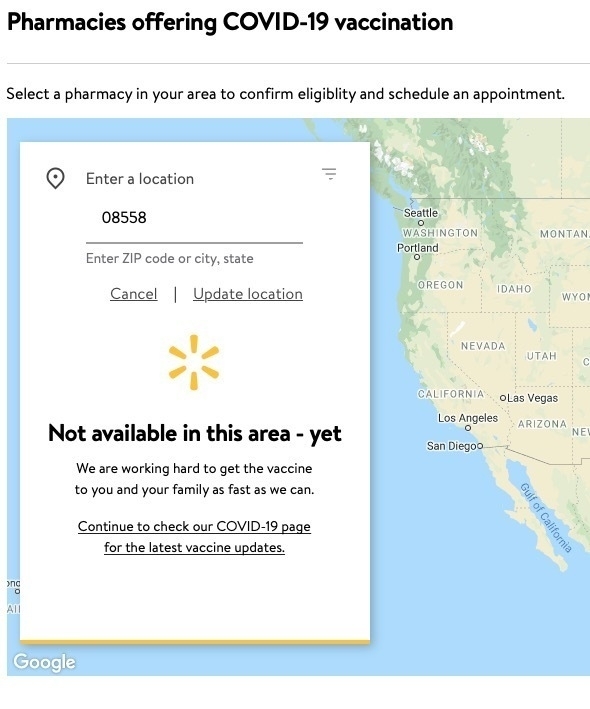 Pharmacies offering COVID-19 vaccination
Select a pharmacy in your area to confirm eligiblity and schedule an appointment.
Enter a location
08558
Enter ZIP code or city, state
Cancel | Update location
Not available in this area - yet
We are working hard to get the vaccine
to you and your family as fast as we can.
Continue to check our COVID-19 page
for the latest vaccine updates.
Seattle
WASHINGTON
Portland
MONTAN
OREGON
IDAHO
WYO
NEVADA
UTAH
C
CALIFORNIA
Las Vegas
Los Angeles
ARIZONA
NE
San Diego
Gulf of California
Google